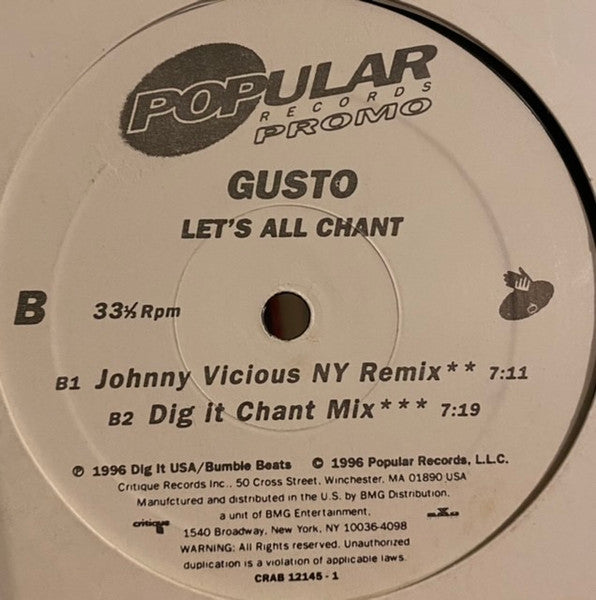 POPULAR
RECORDS
PROMO
GUSTO
LET'S ALL CHANT
B 33⅓ Rpm
B1 Johnny Vicious NY Remix** 7:11
B2 Dig it Chant Mix*** 7:19
℗ 1996 Dig It USA/Bumble Beats © 1996 Popular Records, L.L.C.
Critique Records Inc., 50 Cross Street, Winchester, MA 01890 USA
Manufctured and distributed in the U.S. by BMG Distribution,
a unit of BMG Entertainment,
critique
1540 Broadway, New York, NY 10036-4098
WARNING: All Rights reserved. Unauthorized
duplication is a violation of applicable laws.
CRAB 12145-1